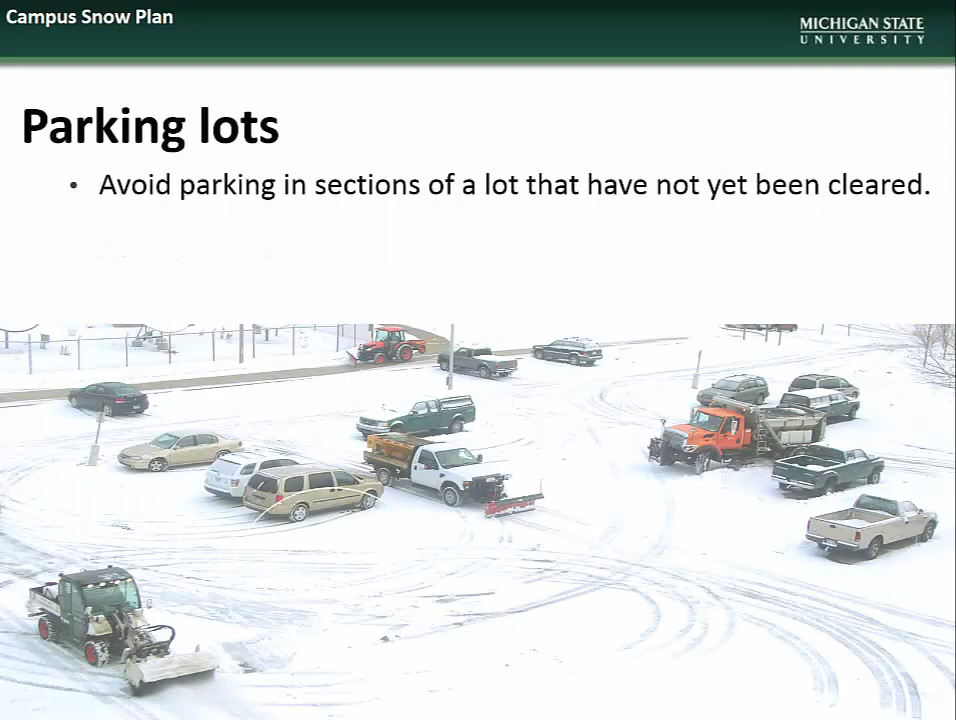 Campus Snow Plan
MICHIGAN STATE
UNIVERSITY
Parking lots
• Avoid parking in sections of a lot that have not yet been cleared.